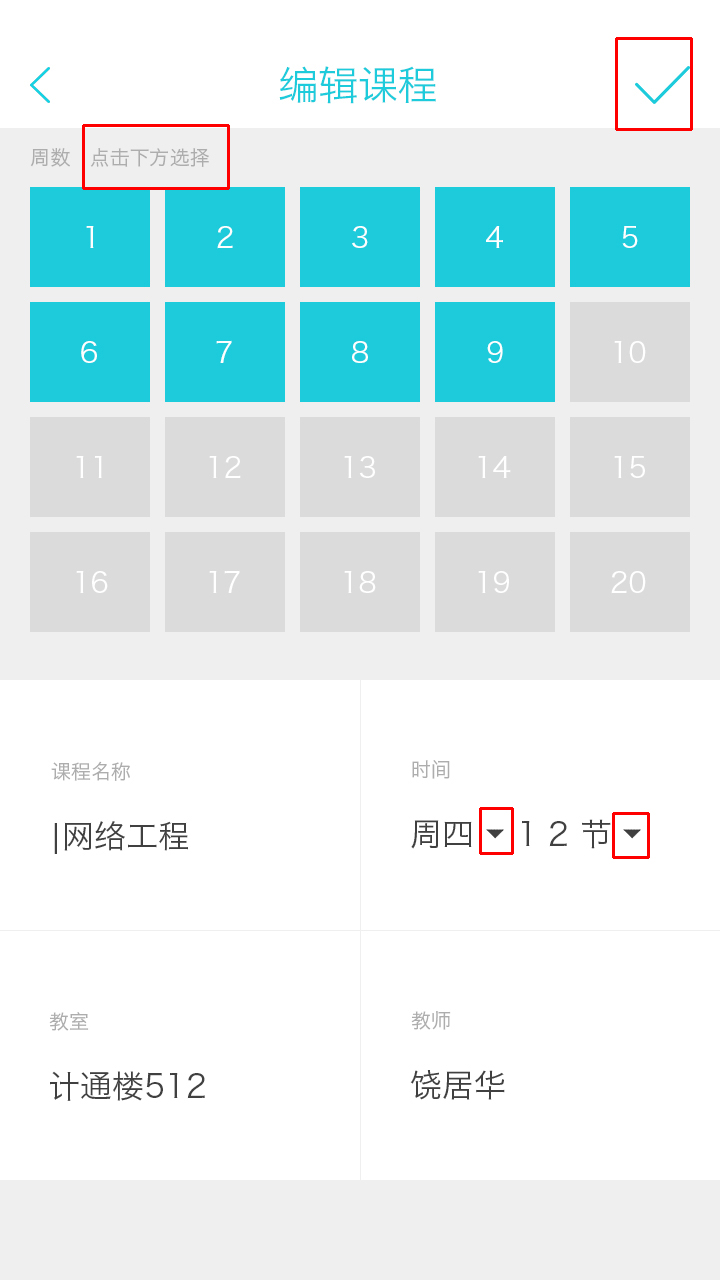 编辑课程
周数 点击下方选择
1 2 3 4 5
6 7 8 9 10
11 12 13 14 15
16 17 18 19 20
课程名称 时间
|网络工程 周四 1 2 节
教室 教师
计通楼512 饶居华